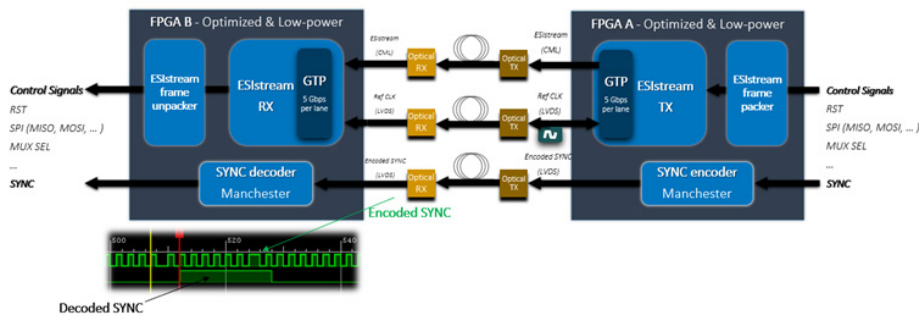 FPGA B - Optimized & Low-power
FPGA A - Optimized & Low-power
ESIstream
frame
unpacker
ESIstream
RX
GTP
5 Gbps
per lane
ESIstream
(CML)
Optical
RX
Optical
TX
ESIstream
(CML)
GTP
5 Gbps
per lane
ESIstream
TX
ESIstream
frame
packer
Control Signals
RST
SPI (MISO, MOSI, ... )
MUX SEL
...
SYNC
Ref CLK
(LVDS)
Optical
RX
Optical
TX
Ref CLK
(LVDS)
Control Signals
RST
SPI (MISO, MOSI, ... )
MUX SEL
...
SYNC
SYNC decoder
Manchester
Encoded SYNC
(LVDS)
Optical
RX
Optical
TX
Encoded SYNC
(LVDS)
SYNC encoder
Manchester
Encoded SYNC
500
520
540
Decoded SYNC